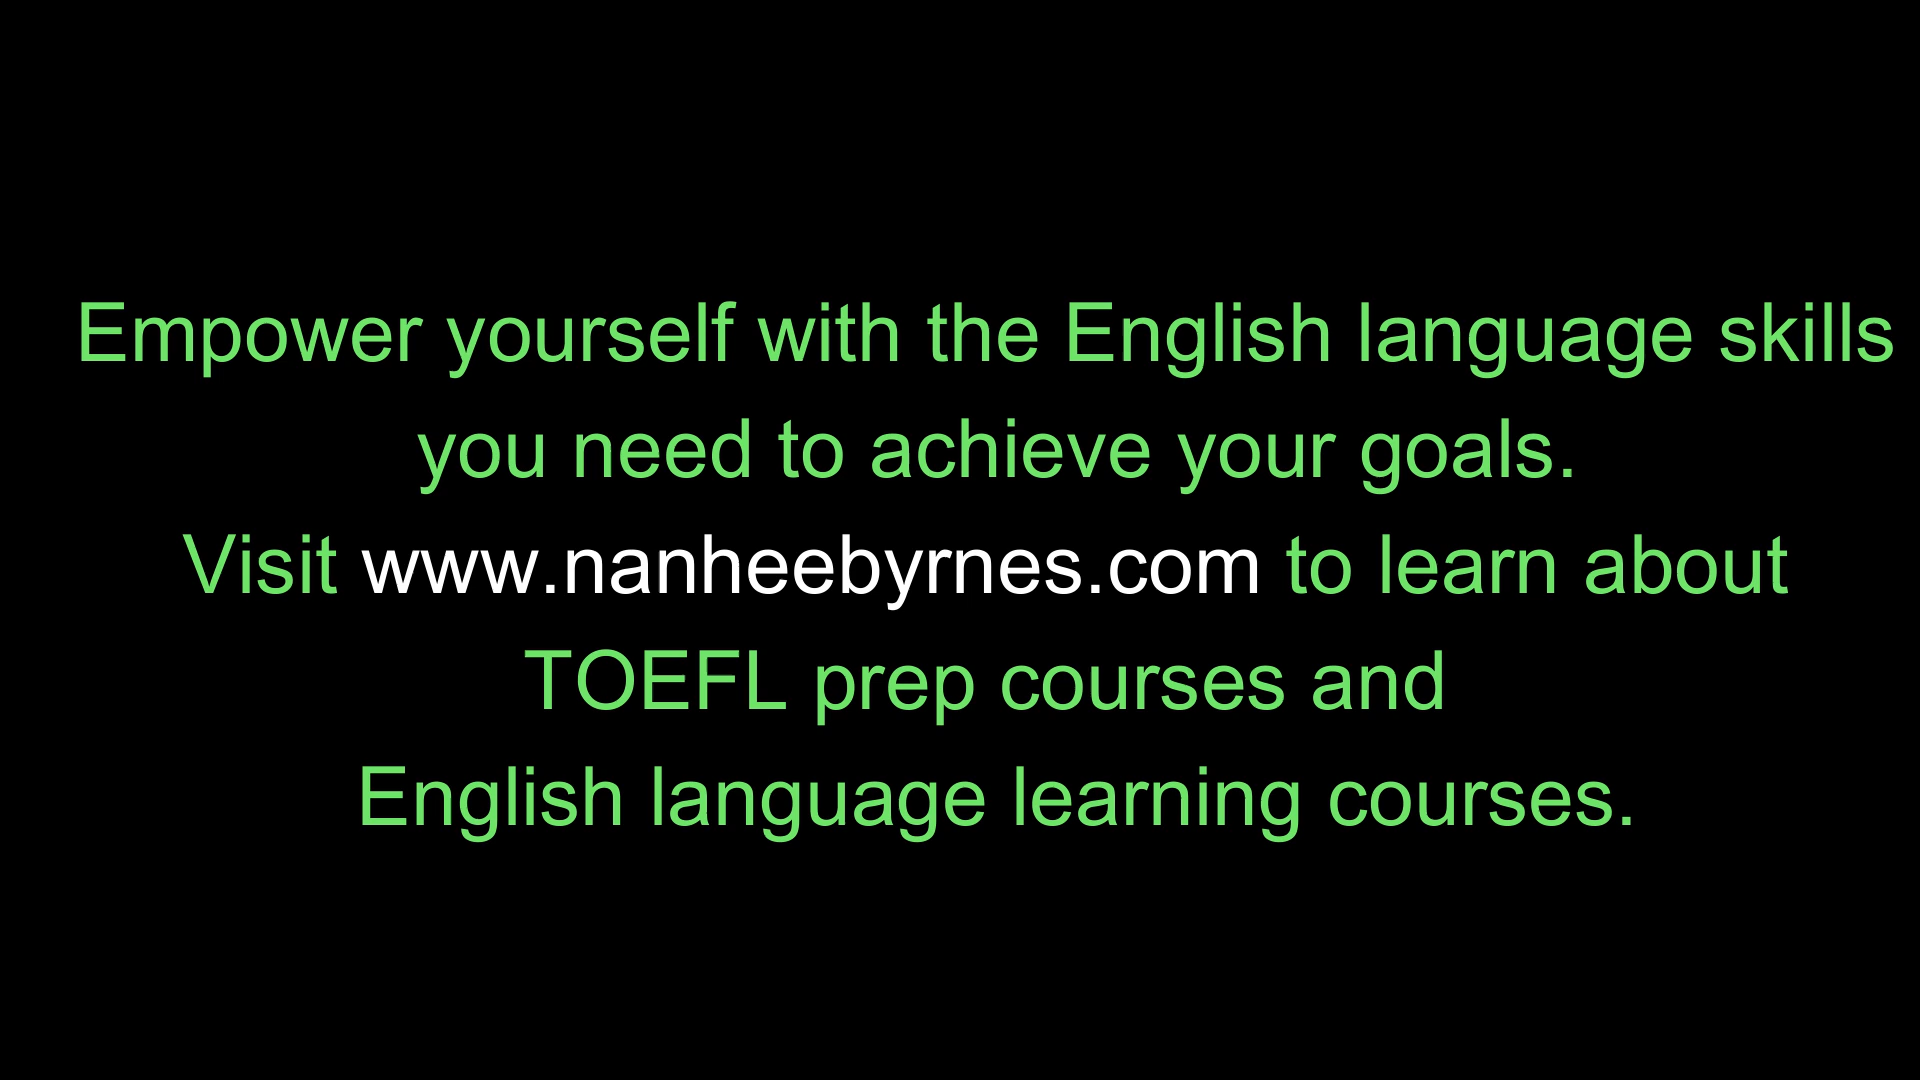 Empower yourself with the English language skills
you need to achieve your goals.
Visit www.nanheebyrnes.com to learn about
TOEFL prep courses and
English language learning courses.